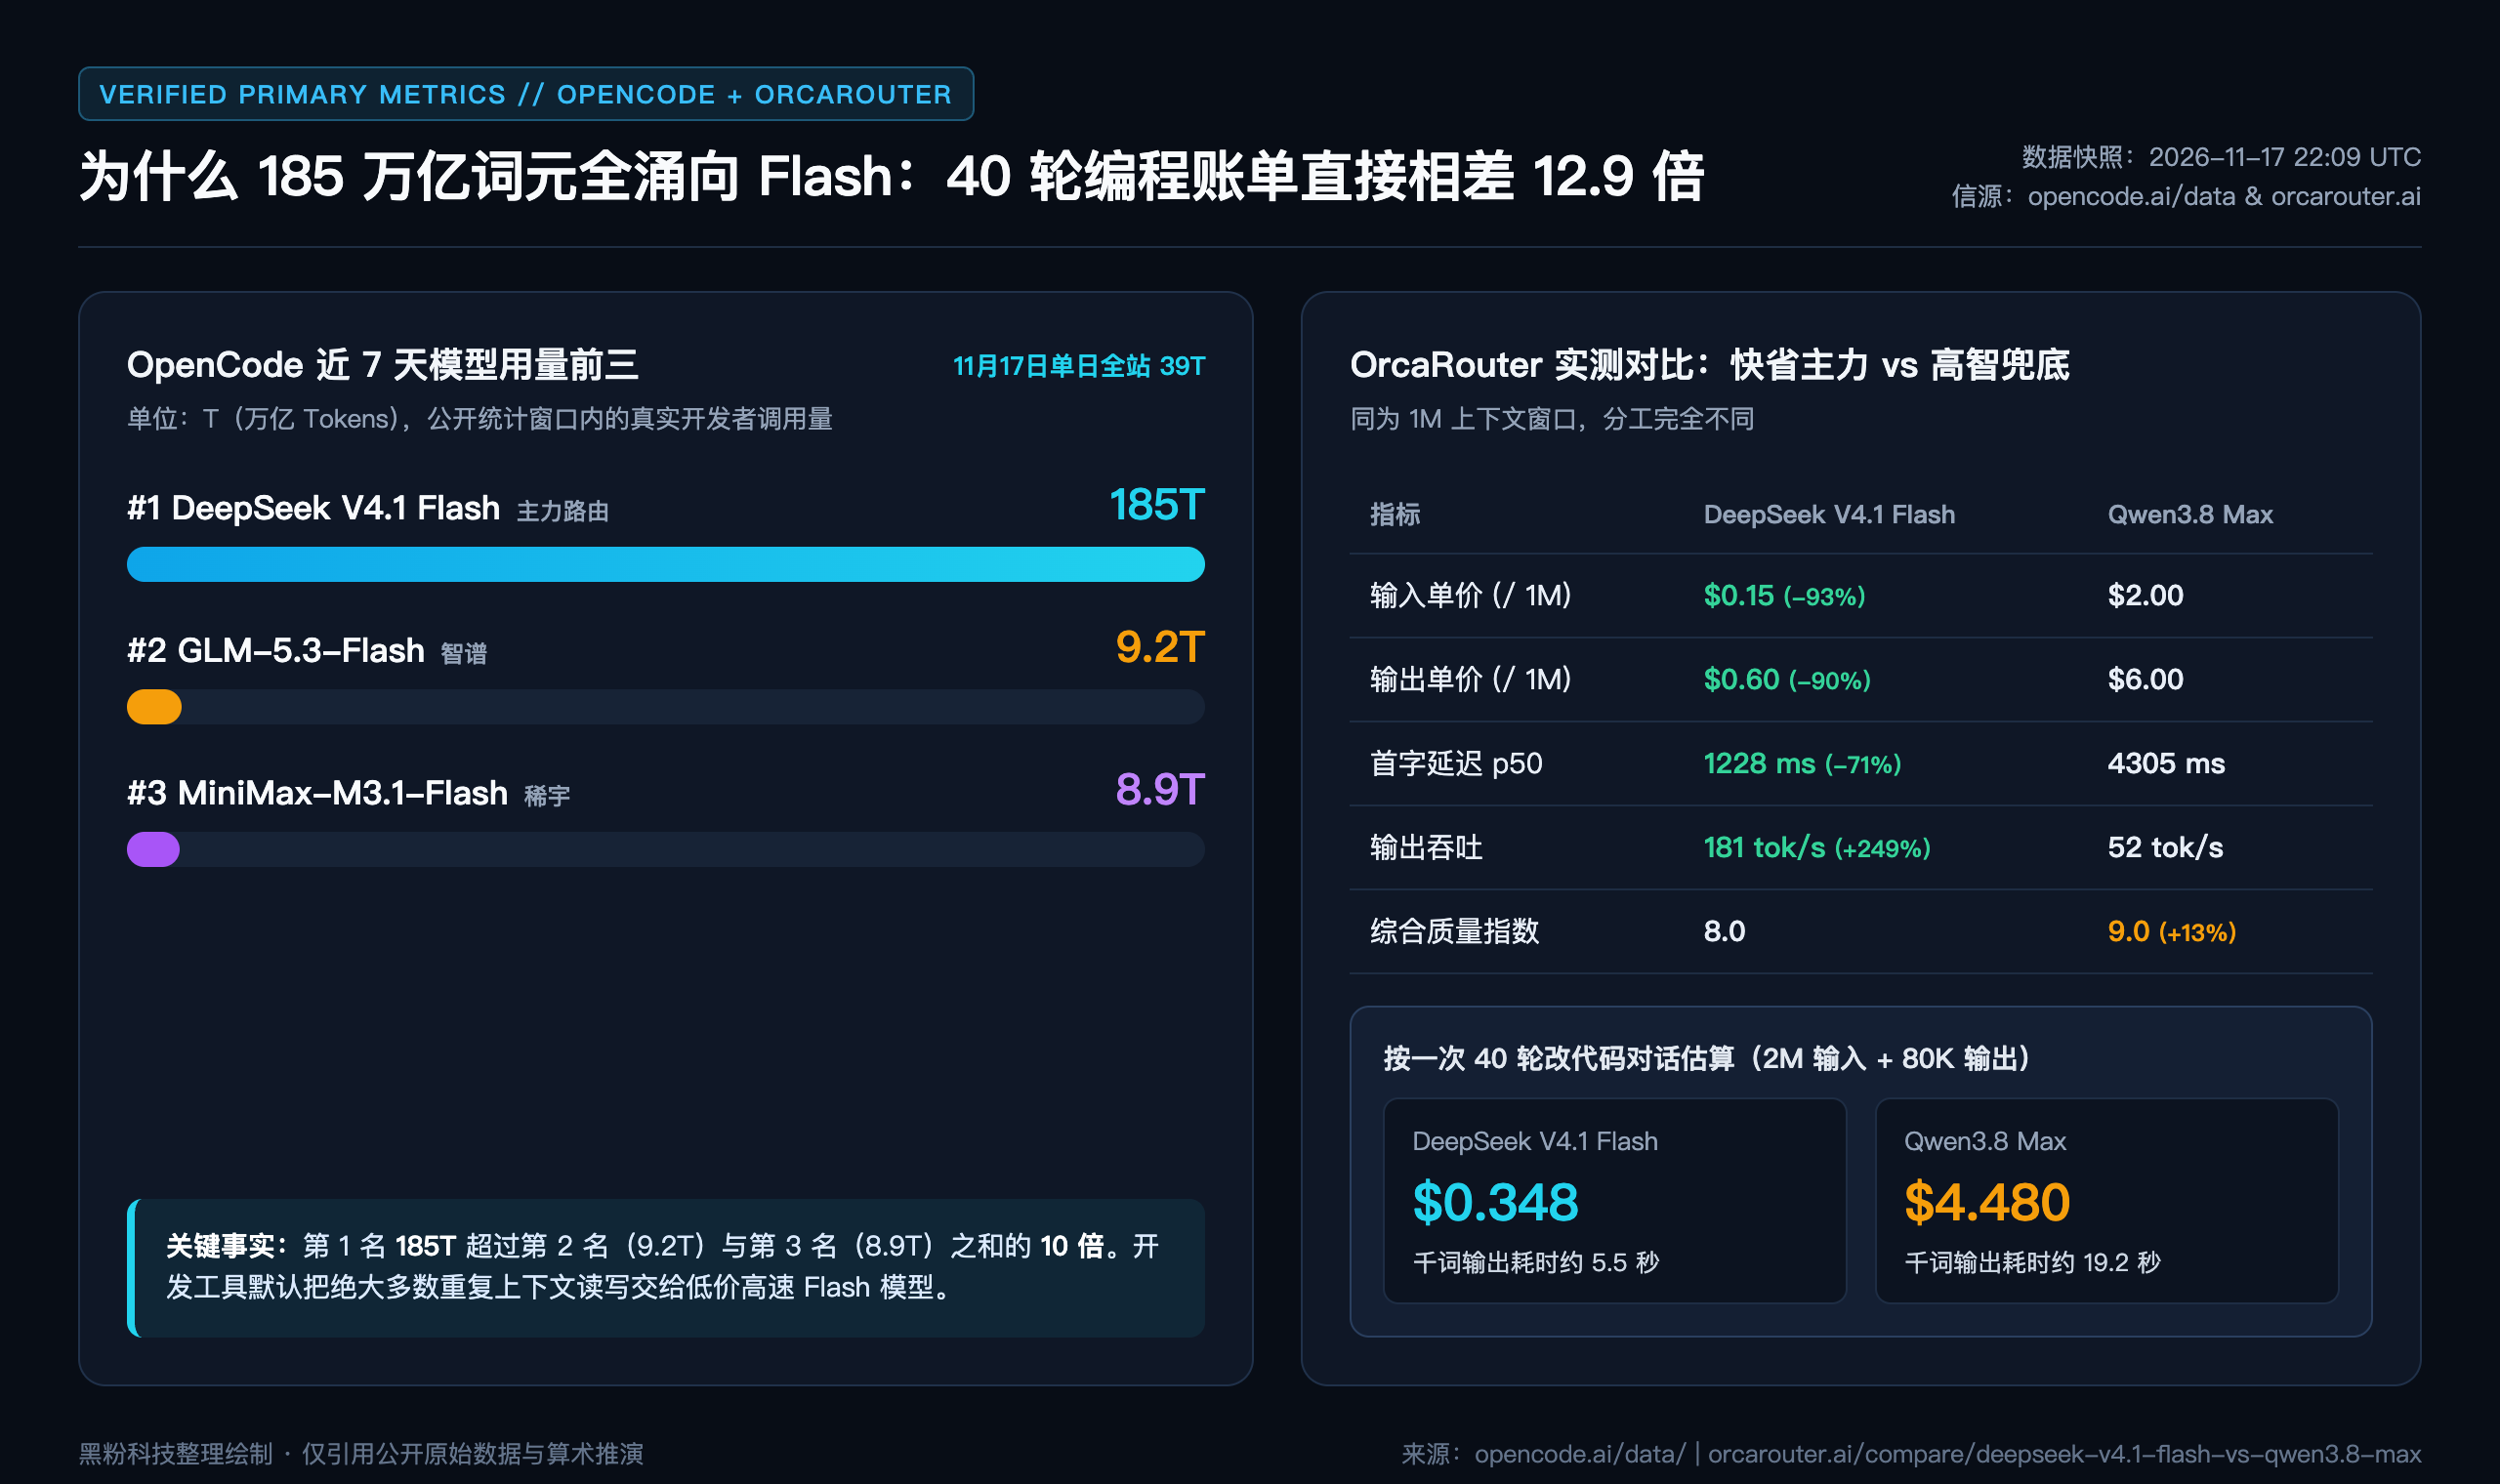 VERIFIED PRIMARY METRICS // OPENCODE + ORCAROUTER
为什么 185 万亿词元全涌向 Flash：40 轮编程账单直接相差 12.9 倍
数据快照：2026-11-17 22:09 UTC
信源：opencode.ai/data & orcarouter.ai
OpenCode 近 7 天模型用量前三
11月17日单日全站 39T
单位：T（万亿 Tokens），公开统计窗口内的真实开发者调用量
#1 DeepSeek V4.1 Flash 主力路由 185T
#2 GLM-5.3-Flash 智谱 9.2T
#3 MiniMax-M3.1-Flash 稀宇 8.9T
关键事实：第 1 名 185T 超过第 2 名（9.2T）与第 3 名（8.9T）之和的 10 倍。开
发工具默认把绝大多数重复上下文读写交给低价高速 Flash 模型。
OrcaRouter 实测对比：快省主力 vs 高智兜底
同为 1M 上下文窗口，分工完全不同
指标 DeepSeek V4.1 Flash Qwen3.8 Max
输入单价 (/ 1M) $0.15 (-93%) $2.00
输出单价 (/ 1M) $0.60 (-90%) $6.00
首字延迟 p50 1228 ms (-71%) 4305 ms
输出吞吐 181 tok/s (+249%) 52 tok/s
综合质量指数 8.0 9.0 (+13%)
按一次 40 轮改代码对话估算（2M 输入 + 80K 输出）
DeepSeek V4.1 Flash
$0.348
千词输出耗时约 5.5 秒
Qwen3.8 Max
$4.480
千词输出耗时约 19.2 秒
黑粉科技整理绘制 · 仅引用公开原始数据与算术推演
来源：opencode.ai/data/ | orcarouter.ai/compare/deepseek-v4.1-flash-vs-qwen3.8-max